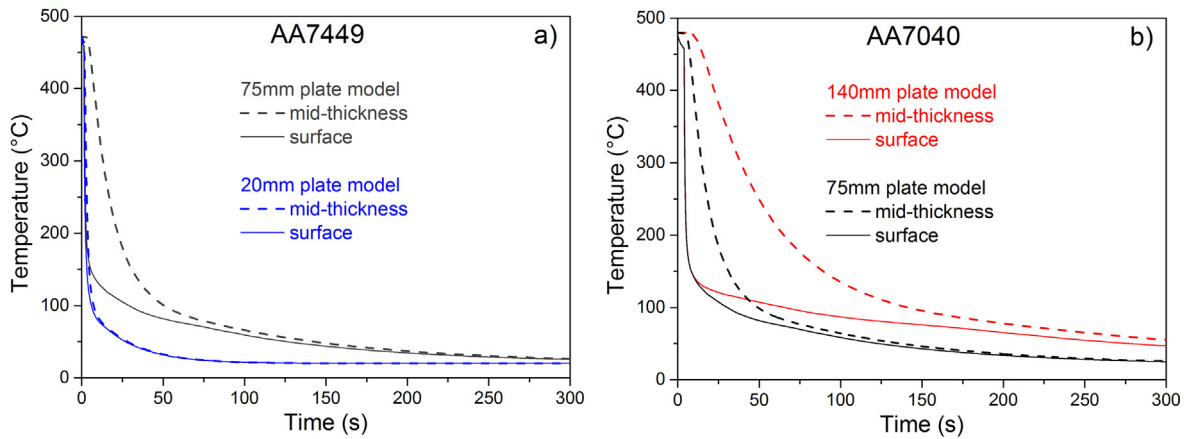 AA7449
a)
75mm plate model
mid-thickness
surface
20mm plate model
mid-thickness
surface
Temperature (°C)
500
400
300
200
100
0
0 50 100 150 200 250 300
Time (s)
AA7040
b)
140mm plate model
mid-thickness
surface
75mm plate model
mid-thickness
surface
Temperature (°C)
500
400
300
200
100
0
0 50 100 150 200 250 300
Time (s)